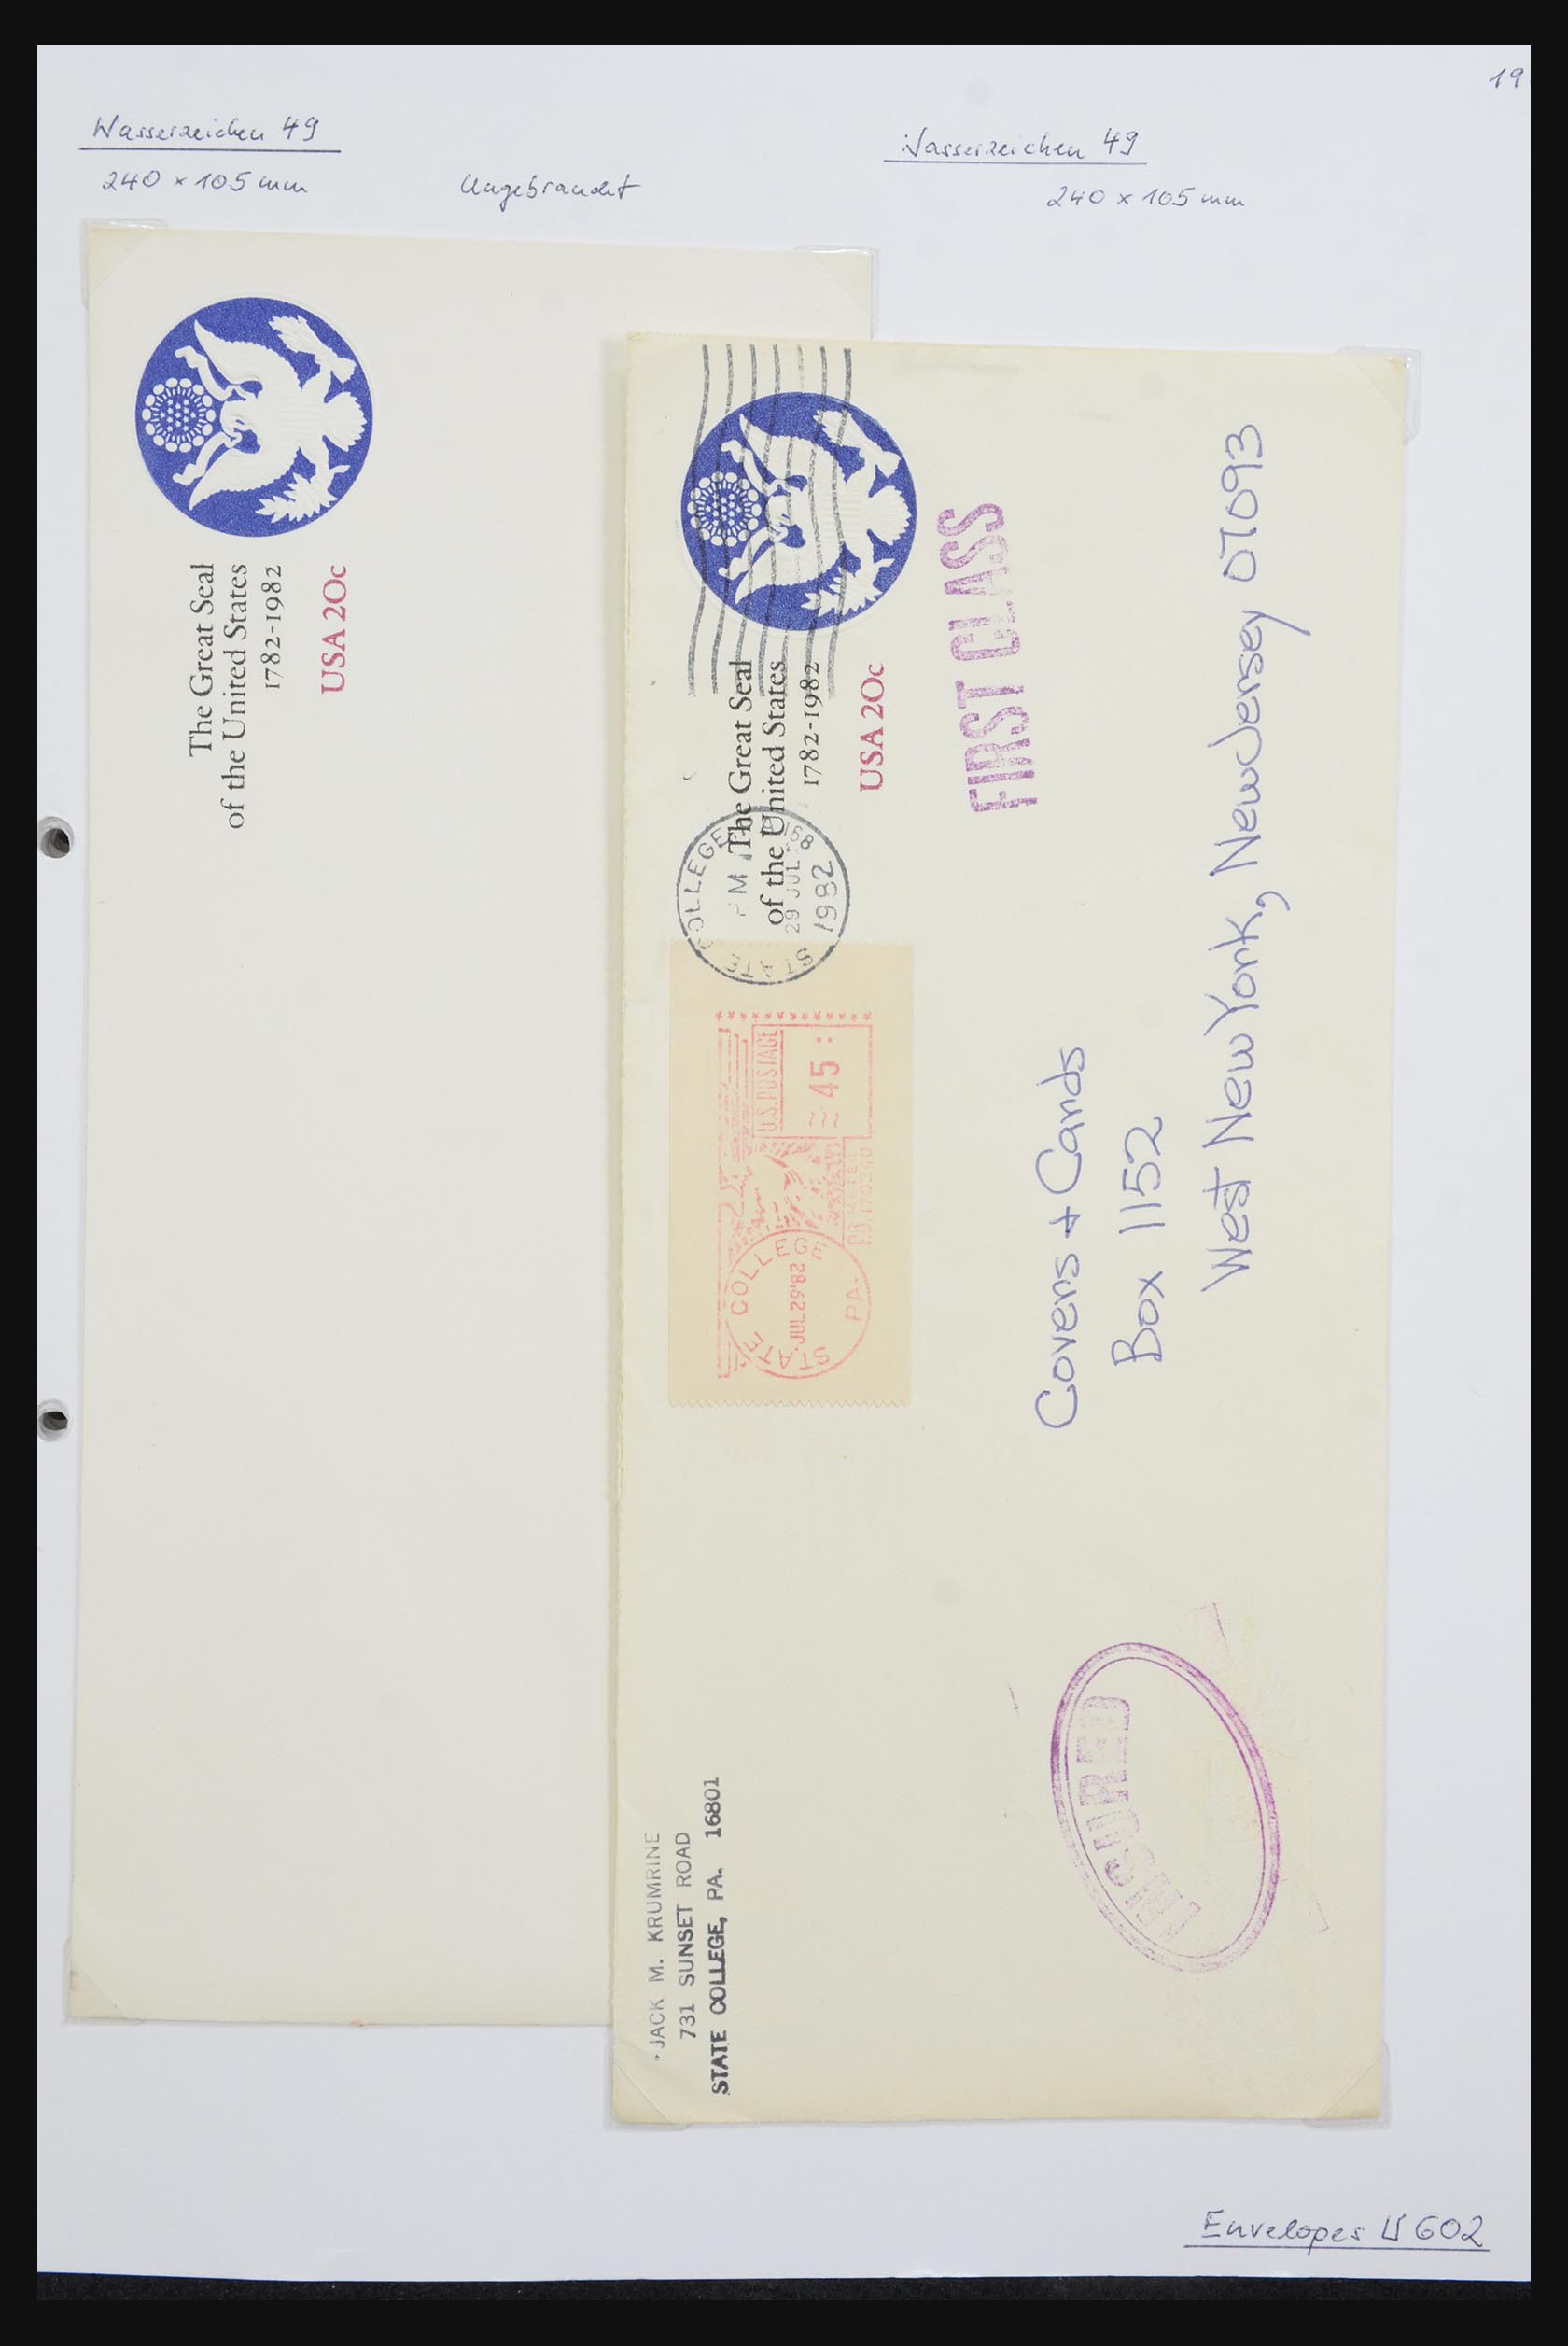 19
Wasserzeichen 49
240 x 105 mm
Ungebraucht
Wasserzeichen 49
240 x 105 mm
The Great Seal
of the United States
1782-1982
USA 20c
The Great Seal
of the United States
1782-1982
USA 20c
STATE COLLEGE
PM
29 JUL
1982
168
U.S. POSTAGE
45
P.B. METER
STATE COLLEGE
JUL 29 '82
PA.
FIRST CLASS
Covers + Cards
Box 1152
West New York, New Jersey 07093
JACK M. KRUMRINE
731 SUNSET ROAD
STATE COLLEGE, PA. 16801
INSURED
Envelopes U 602